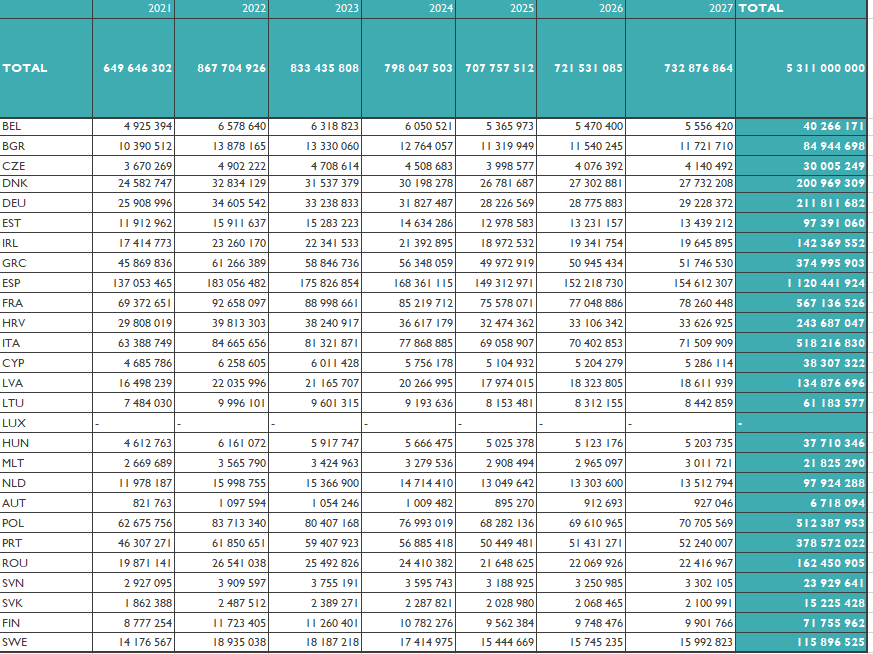 2021 2022 2023 2024 2025 2026 2027 TOTAL
TOTAL 649 646 302 867 704 926 833 435 808 798 047 503 707 757 512 721 531 085 732 876 864 5 311 000 000
BEL 4 925 394 6 578 640 6 318 823 6 050 521 5 365 973 5 470 400 5 556 420 40 266 171
BGR 10 390 512 13 878 165 13 330 060 12 764 057 11 319 949 11 540 245 11 721 710 84 944 698
CZE 3 670 269 4 902 222 4 708 614 4 508 683 3 998 577 4 076 392 4 140 492 30 005 249
DNK 24 582 747 32 834 129 31 537 379 30 198 278 26 781 687 27 302 881 27 732 208 200 969 309
DEU 25 908 996 34 605 542 33 238 833 31 827 487 28 226 569 28 775 883 29 228 372 211 811 682
EST 11 912 962 15 911 637 15 283 223 14 634 286 12 978 583 13 231 157 13 439 212 97 391 060
IRL 17 414 773 23 260 170 22 341 533 21 392 895 18 972 532 19 341 754 19 645 895 142 369 552
GRC 45 869 836 61 266 389 58 846 736 56 348 059 49 972 919 50 945 434 51 746 530 374 995 903
ESP 137 053 465 183 056 482 175 826 854 168 361 115 149 312 971 152 218 730 154 612 307 1 120 441 924
FRA 69 372 651 92 658 097 88 998 661 85 219 712 75 578 071 77 048 886 78 260 448 567 136 526
HRV 29 808 019 39 813 303 38 240 917 36 617 179 32 474 362 33 106 342 33 626 925 243 687 047
ITA 63 388 749 84 665 656 81 321 871 77 868 885 69 058 907 70 402 853 71 509 909 518 216 830
CYP 4 685 786 6 258 605 6 011 428 5 756 178 5 104 932 5 204 279 5 286 114 38 307 322
LVA 16 498 239 22 035 996 21 165 707 20 266 995 17 974 015 18 323 805 18 611 939 134 876 696
LTU 7 484 030 9 996 101 9 601 315 9 193 636 8 153 481 8 312 155 8 442 859 61 183 577
LUX - - - - - - - -
HUN 4 612 763 6 161 072 5 917 747 5 666 475 5 025 378 5 123 176 5 203 735 37 710 346
MLT 2 669 689 3 565 790 3 424 963 3 279 536 2 908 494 2 965 097 3 011 721 21 825 290
NLD 11 978 187 15 998 755 15 366 900 14 714 410 13 049 642 13 303 600 13 512 794 97 924 288
AUT 821 763 1 097 594 1 054 246 1 009 482 895 270 912 693 927 046 6 718 094
POL 62 675 756 83 713 340 80 407 168 76 993 019 68 282 136 69 610 965 70 705 569 512 387 953
PRT 46 307 271 61 850 651 59 407 923 56 885 418 50 449 481 51 431 271 52 240 007 378 572 022
ROU 19 871 141 26 541 038 25 492 826 24 410 382 21 648 625 22 069 926 22 416 967 162 450 905
SVN 2 927 095 3 909 597 3 755 191 3 595 743 3 188 925 3 250 985 3 302 105 23 929 641
SVK 1 862 388 2 487 512 2 389 271 2 287 821 2 028 980 2 068 465 2 100 991 15 225 428
FIN 8 777 254 11 723 405 11 260 401 10 782 276 9 562 384 9 748 476 9 901 766 71 755 962
SWE 14 176 567 18 935 038 18 187 218 17 414 975 15 444 669 15 745 235 15 992 823 115 896 525